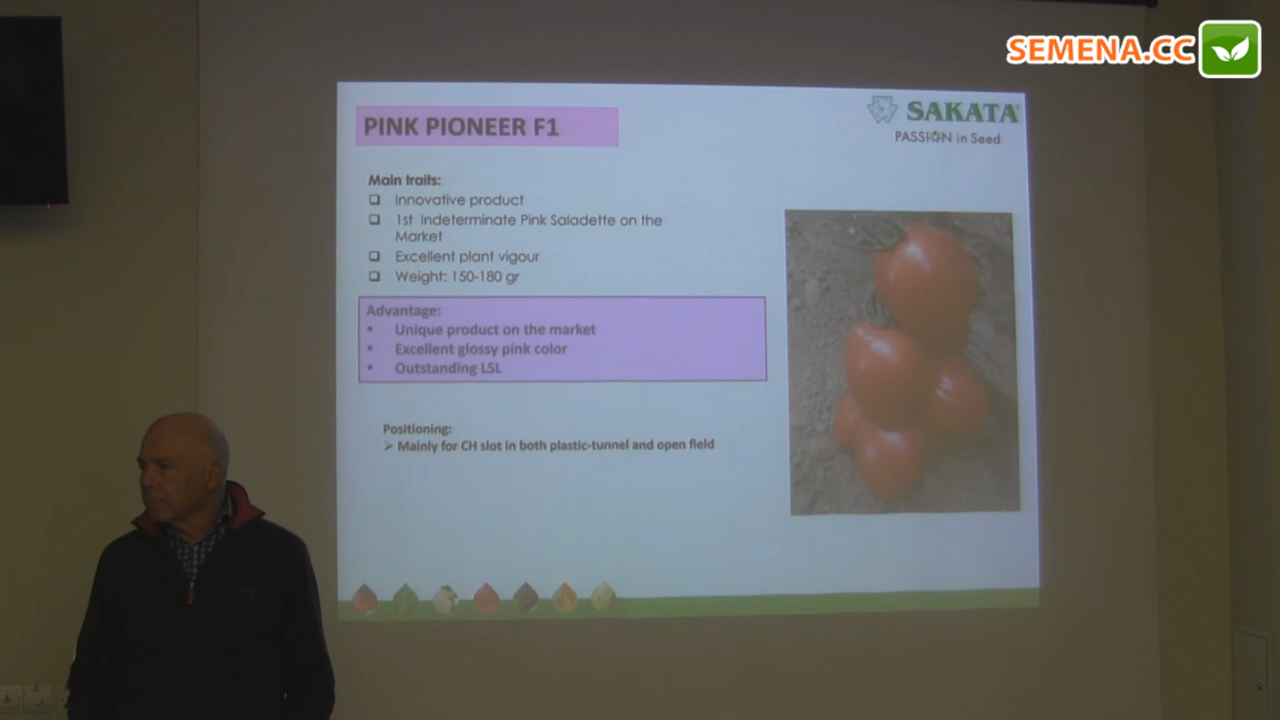 SEMENA.CC
PINK PIONEER F1
SAKATA®
PASSION in Seed
Main traits:
❑ Innovative product
❑ 1st Indeterminate Pink Saladette on the
Market
❑ Excellent plant vigour
❑ Weight: 150-180 gr
Advantage:
▪ Unique product on the market
▪ Excellent glossy pink color
▪ Outstanding LSL
Positioning:
➢ Mainly for CH slot in both plastic-tunnel and open field